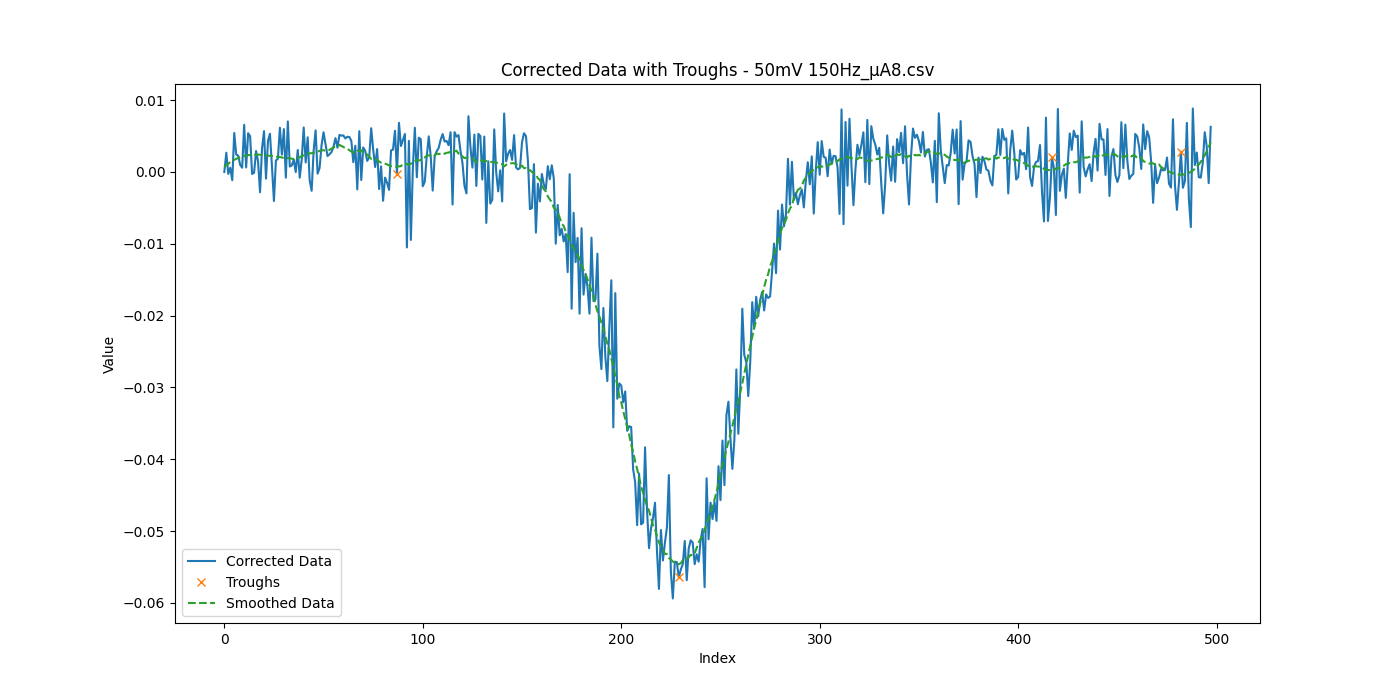 Corrected Data with Troughs - 50mV 150Hz_μA8.csv
0.01
0.00
−0.01
−0.02
−0.03
−0.04
−0.05
−0.06
Value
Corrected Data
Troughs
Smoothed Data
0 100 200 300 400 500
Index